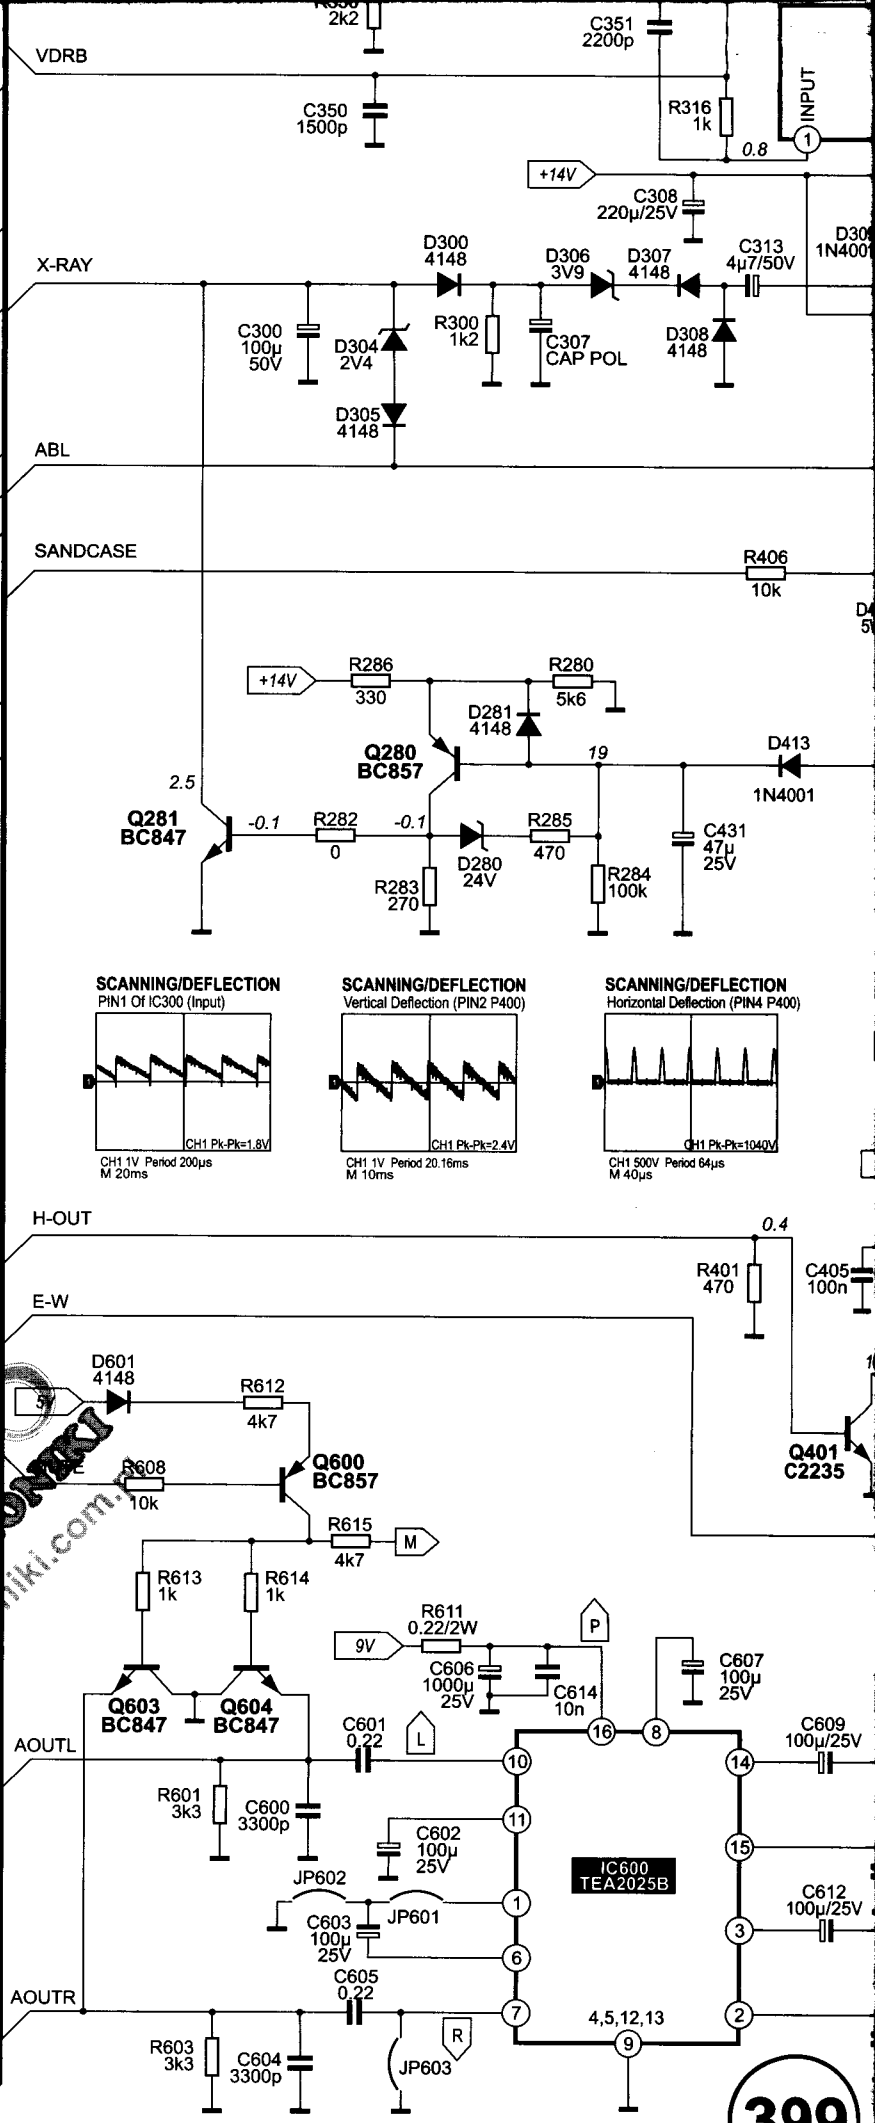 2k2
C351
2200p
VDRB
C350
1500p
R316
1k
INPUT
1
0.8
+14V
C308
220µ/25V
X-RAY
D300
4148
D306
3V9
D307
4148
C313
4µ7/50V
1N4001
C300
100µ
50V
D304
2V4
R300
1k2
C307
CAP POL
D308
4148
D305
4148
ABL
SANDCASE
R406
10k
+14V
R286
330
R280
5k6
D281
4148
Q280
BC857
19
D413
1N4001
2.5
Q281
BC847
-0.1
R282
0
-0.1
D280
24V
R285
470
C431
47µ
25V
R283
270
R284
100k
SCANNING/DEFLECTION
PIN1 Of IC300 (Input)
CH1 Pk-Pk=1.8V
CH1 1V Period 200µs
M 20ms
SCANNING/DEFLECTION
Vertical Deflection (PIN2 P400)
CH1 Pk-Pk=2.4V
CH1 1V Period 20.16ms
M 10ms
SCANNING/DEFLECTION
Horizontal Deflection (PIN4 P400)
CH1 Pk-Pk=1040V
CH1 500V Period 64µs
M 40µs
H-OUT
0.4
R401
470
C405
100n
E-W
D601
4148
5V
R612
4k7
Q401
C2235
Q600
BC857
R608
10k
R615
4k7
M
R613
1k
R614
1k
9V
R611
0.22/2W
P
C606
1000µ
25V
C614
10n
C607
100µ
25V
Q603
BC847
Q604
BC847
AOUTL
C601
0.22
L
16
8
C609
100µ/25V
10
14
R601
3k3
C600
3300p
C602
100µ
25V
11
15
IC600
TEA2025B
JP602
JP601
1
C603
100µ
25V
C612
100µ/25V
3
6
AOUTR
C605
0.22
7
R
2
4,5,12,13
9
R603
3k3
C604
3300p
JP603
399